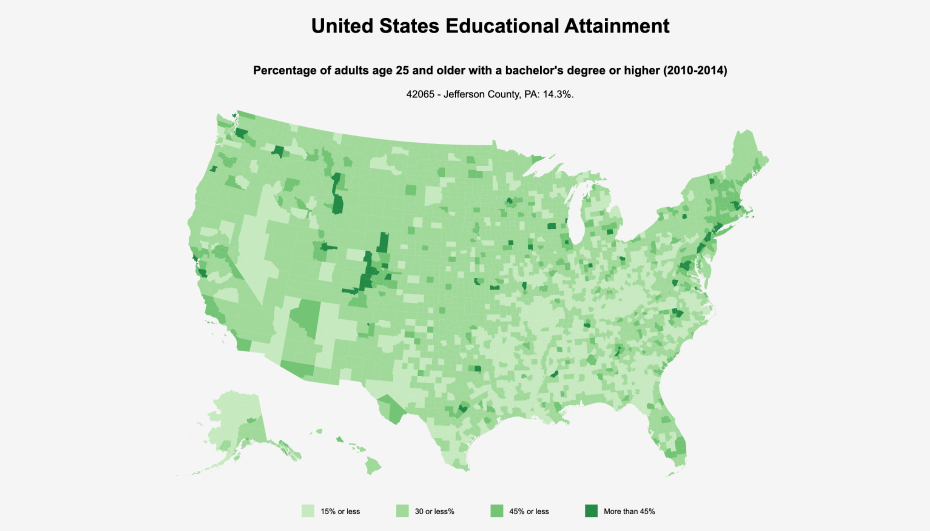 United States Educational Attainment
Percentage of adults age 25 and older with a bachelor's degree or higher (2010-2014)
42065 - Jefferson County, PA: 14.3%.
15% or less
30 or less%
45% or less
More than 45%